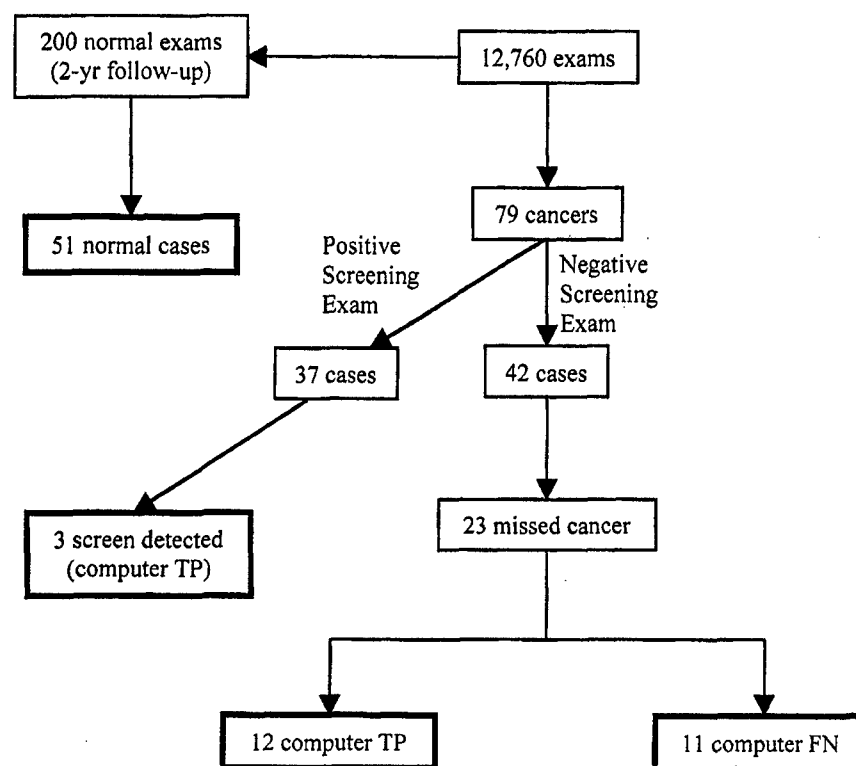 200 normal exams
(2-yr follow-up)
12,760 exams
79 cancers
51 normal cases
Positive
Screening
Exam
Negative
Screening
Exam
37 cases
42 cases
3 screen detected
(computer TP)
23 missed cancer
12 computer TP
11 computer FN